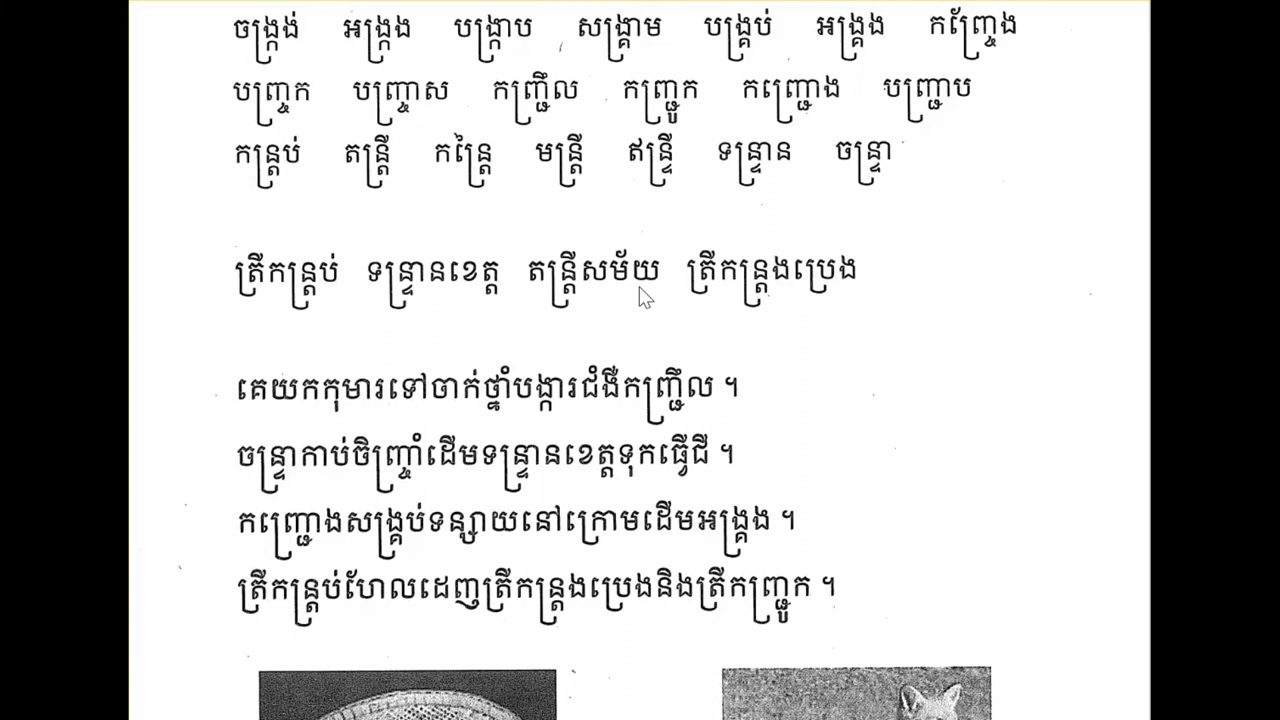 ចង្ក្រង់ អង្ក្រង បង្ក្រាប សង្គ្រាម បង្គ្រប់ អង្គ្រង កញ្ច្រែង
បញ្ច្រក បញ្ច្រាស កញ្ជ្រឹល កញ្ជ្រូក កញ្ជ្រោង បញ្ជ្រាប
កន្ត្រប់ តន្ត្រី កន្ត្រៃ មន្ត្រី ឥន្ទ្រី ទន្ទ្រាន ចន្ទ្រា
ត្រីកន្ត្រប់ ទន្ទ្រានខេត្ត តន្ត្រីសម័យ ត្រីកន្ត្រងប្រេង
គេយកកុមារទៅចាក់ថ្នាំបង្ការជំងឺកញ្ជ្រឹល ។
ចន្ទ្រាកាប់ចិញ្ច្រាំដើមទន្ទ្រានខេត្តទុកធ្វើជី ។
កញ្ជ្រោងសង្គ្រប់ទន្សាយនៅក្រោមដើមអង្គ្រង ។
ត្រីកន្ត្រប់ហែលដេញត្រីកន្ត្រងប្រេងនិងត្រីកញ្ជ្រូក ។